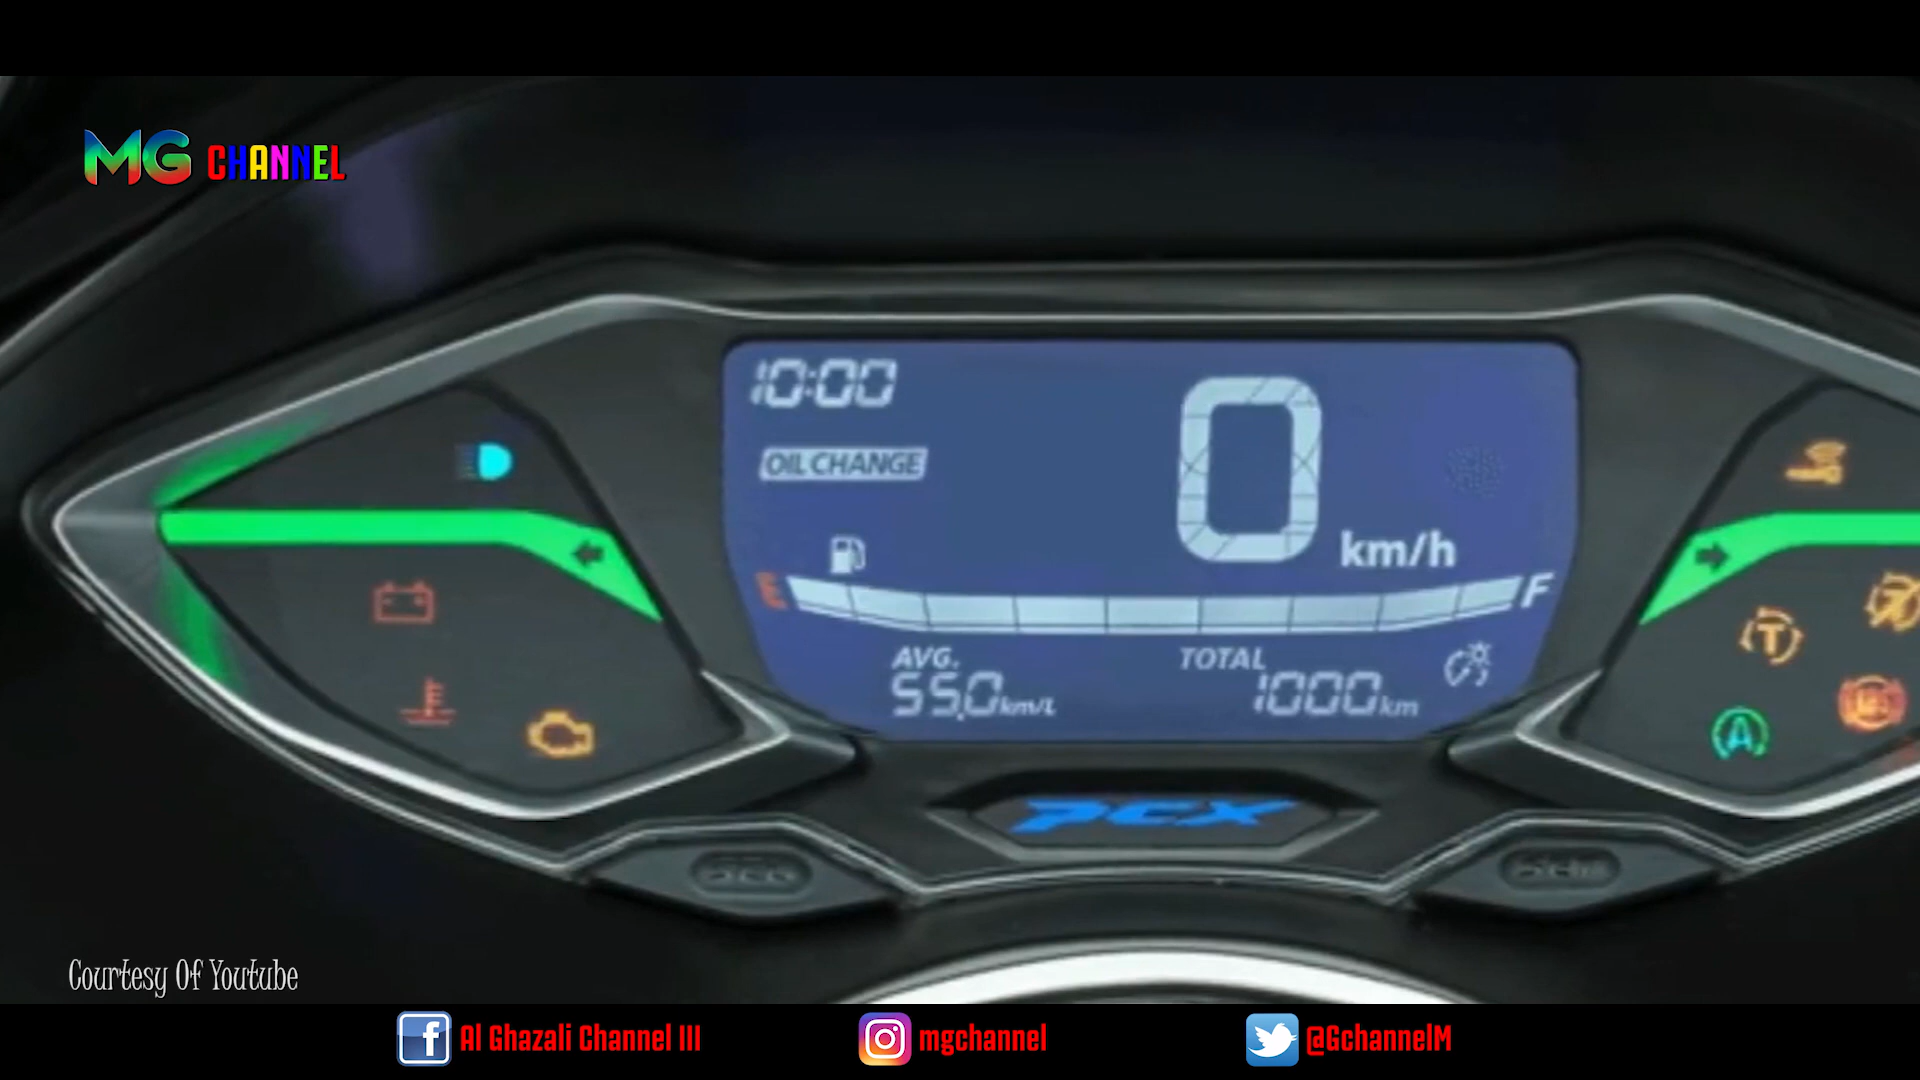 MG CHANNEL
10:00
OIL CHANGE
0
km/h
E
F
AVG.
55.0km/L
TOTAL
1000km
T
A
PCX
Courtesy Of Youtube
Al Ghazali Channel III
mgchannel
@GchannelM